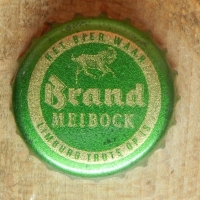 HET BIER WAAR
Brand
MEIBOCK
LIMBURG TROTS OP IS